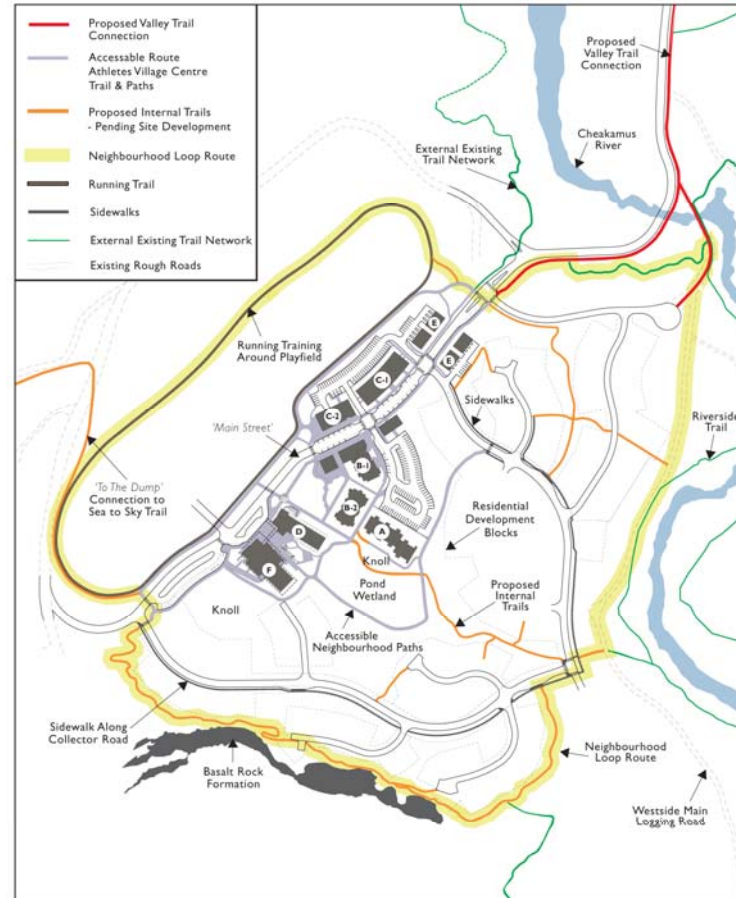 Proposed Valley Trail
Connection
Accessable Route
Athletes Village Centre
Trail & Paths
Proposed Internal Trails
- Pending Site Development
Neighbourhood Loop Route
Running Trail
Sidewalks
External Existing Trail Network
Existing Rough Roads
Proposed
Valley Trail
Connection
Cheakamus
River
External Existing
Trail Network
Running Training
Around Playfield
E
E
C-1
C-2
'Main Street'
Sidewalks
Riverside
Trail
B-1
B-2
'To The Dump'
Connection to
Sea to Sky Trail
Residential
Development
Blocks
D
A
F
Knoll
Pond
Wetland
Knoll
Proposed
Internal
Trails
Accessible
Neighbourhood Paths
Sidewalk Along
Collector Road
Basalt Rock
Formation
Neighbourhood
Loop Route
Westside Main
Logging Road